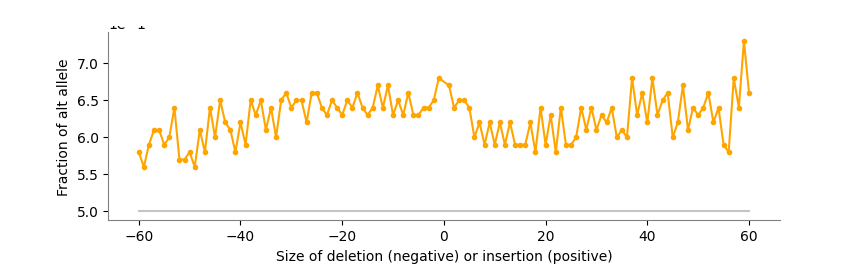 7.0
6.5
6.0
5.5
5.0
Fraction of alt allele
−60 −40 −20 0 20 40 60
Size of deletion (negative) or insertion (positive)